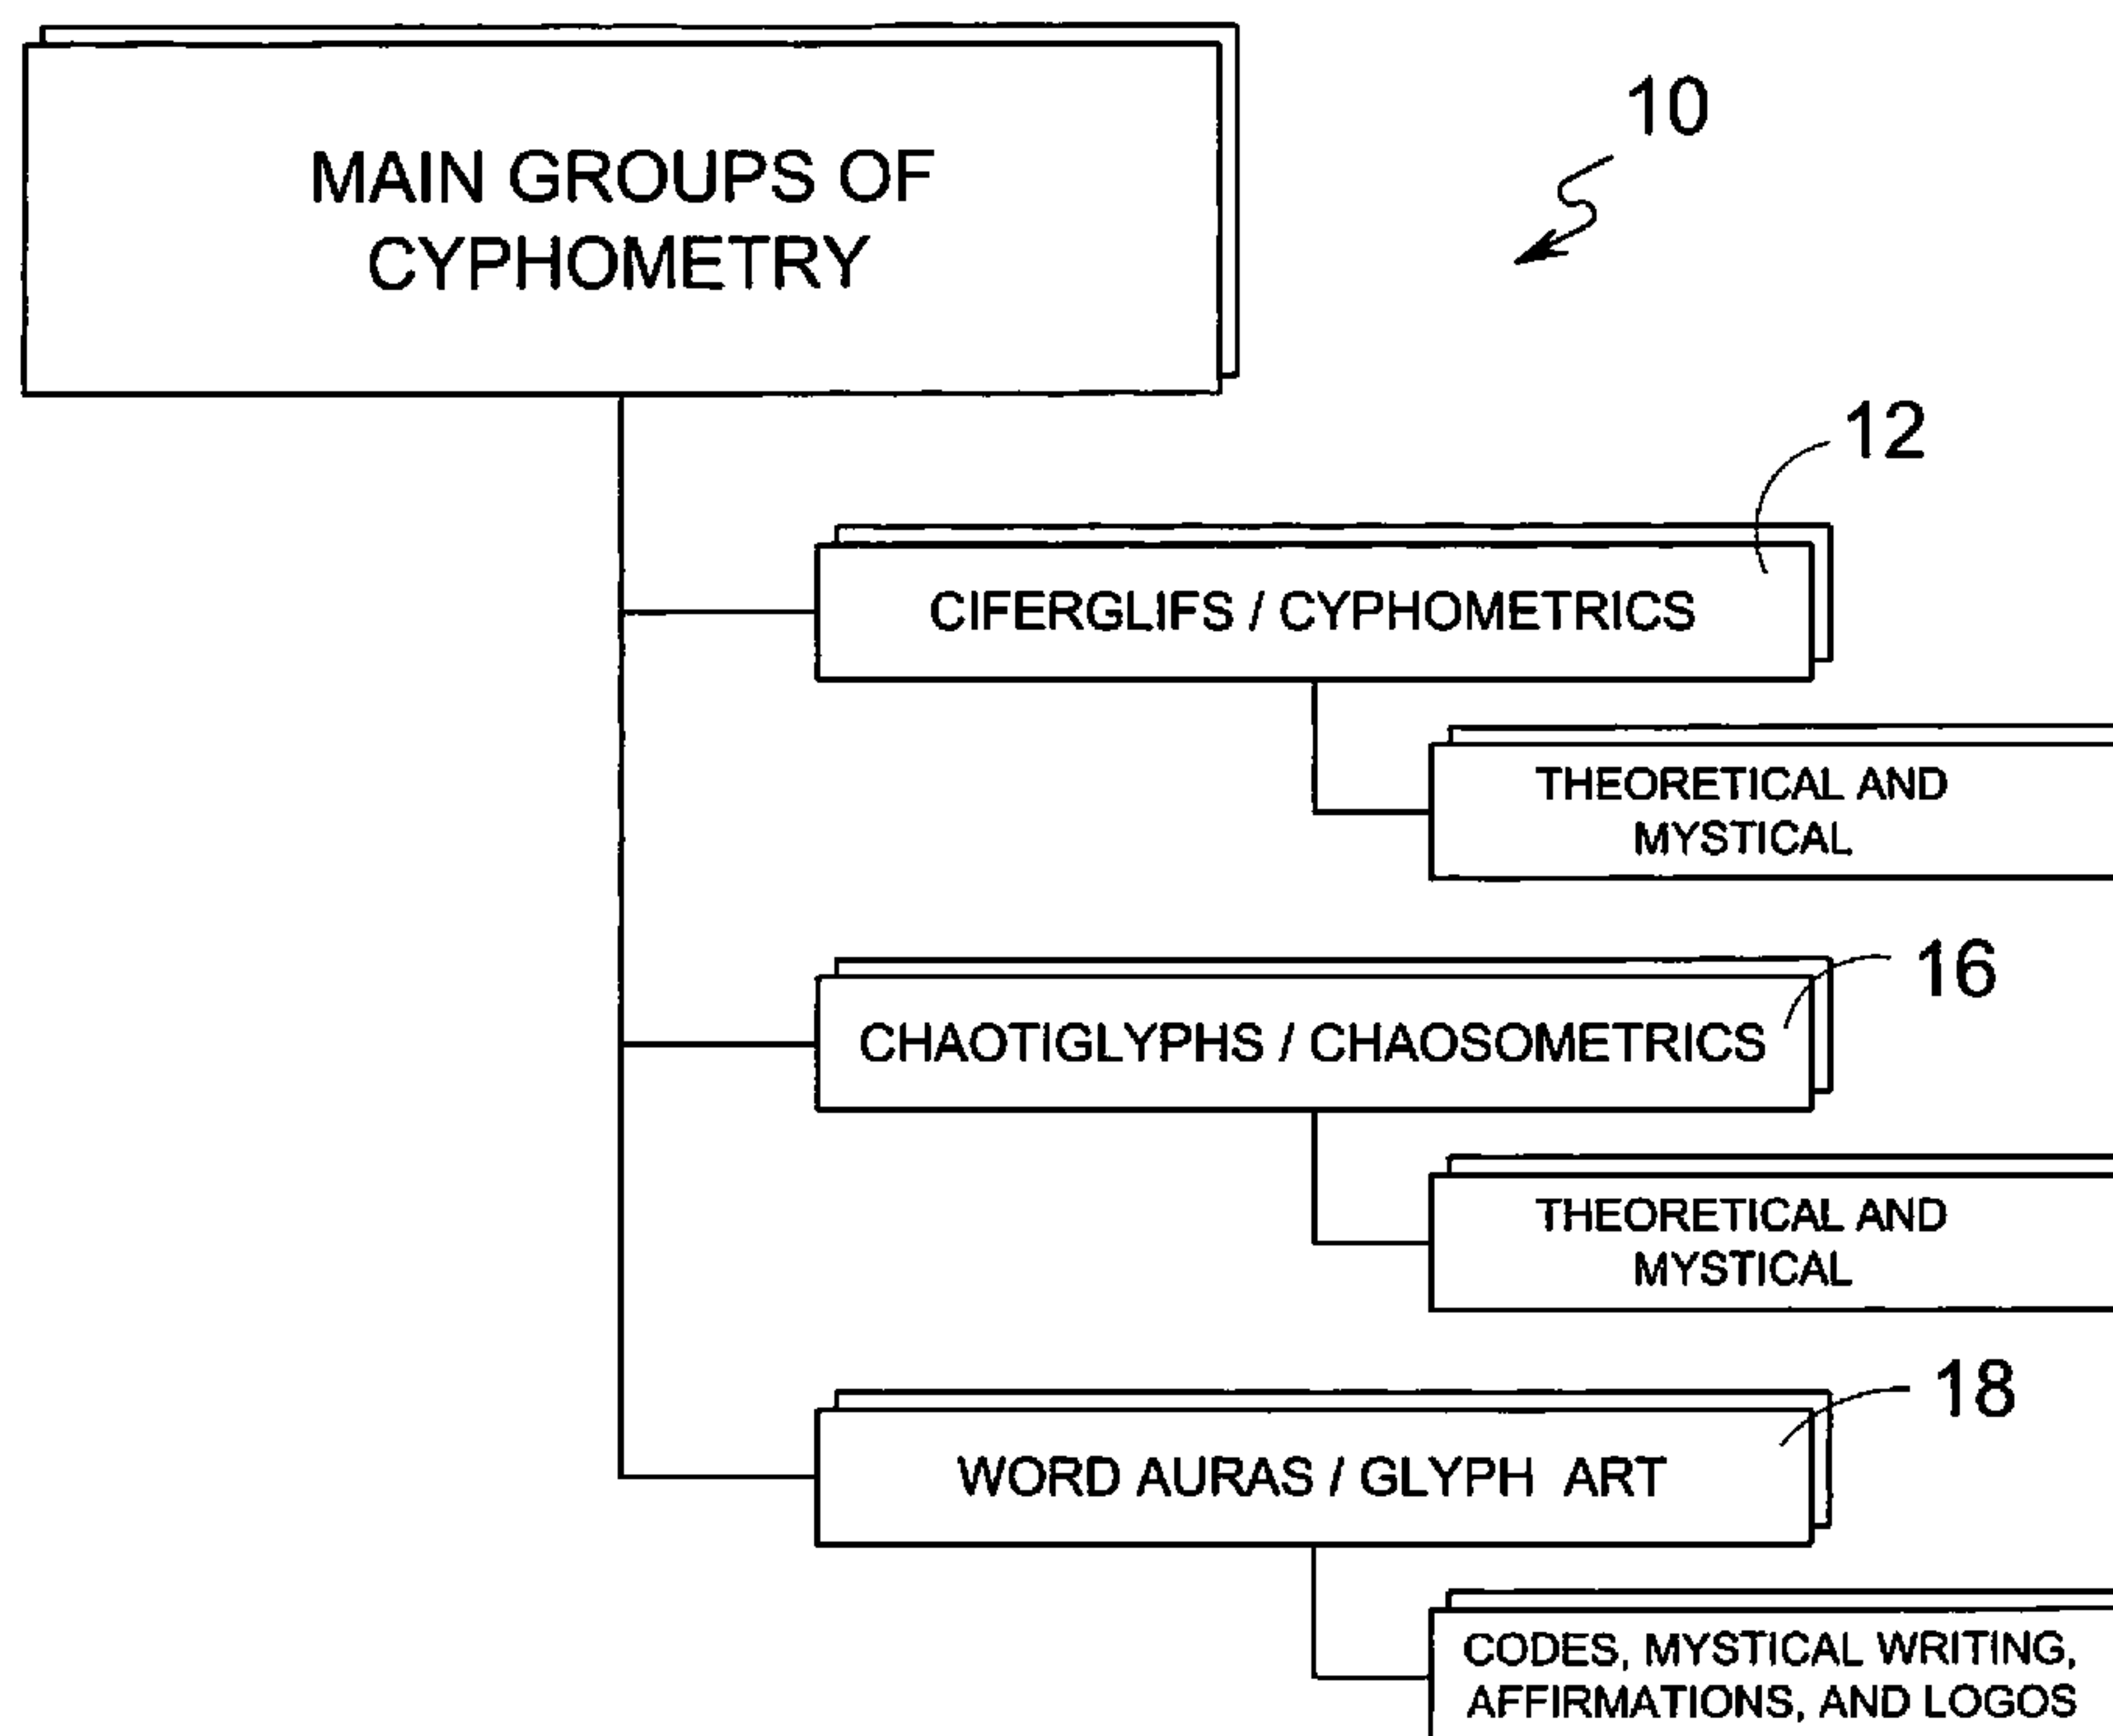 MAIN GROUPS OF
CYPHOMETRY
10
12
CIFERGLIFS / CYPHOMETRICS
THEORETICAL AND
MYSTICAL
16
CHAOTIGLYPHS / CHAOSOMETRICS
THEORETICAL AND
MYSTICAL
18
WORD AURAS / GLYPH ART
CODES, MYSTICAL WRITING,
AFFIRMATIONS, AND LOGOS